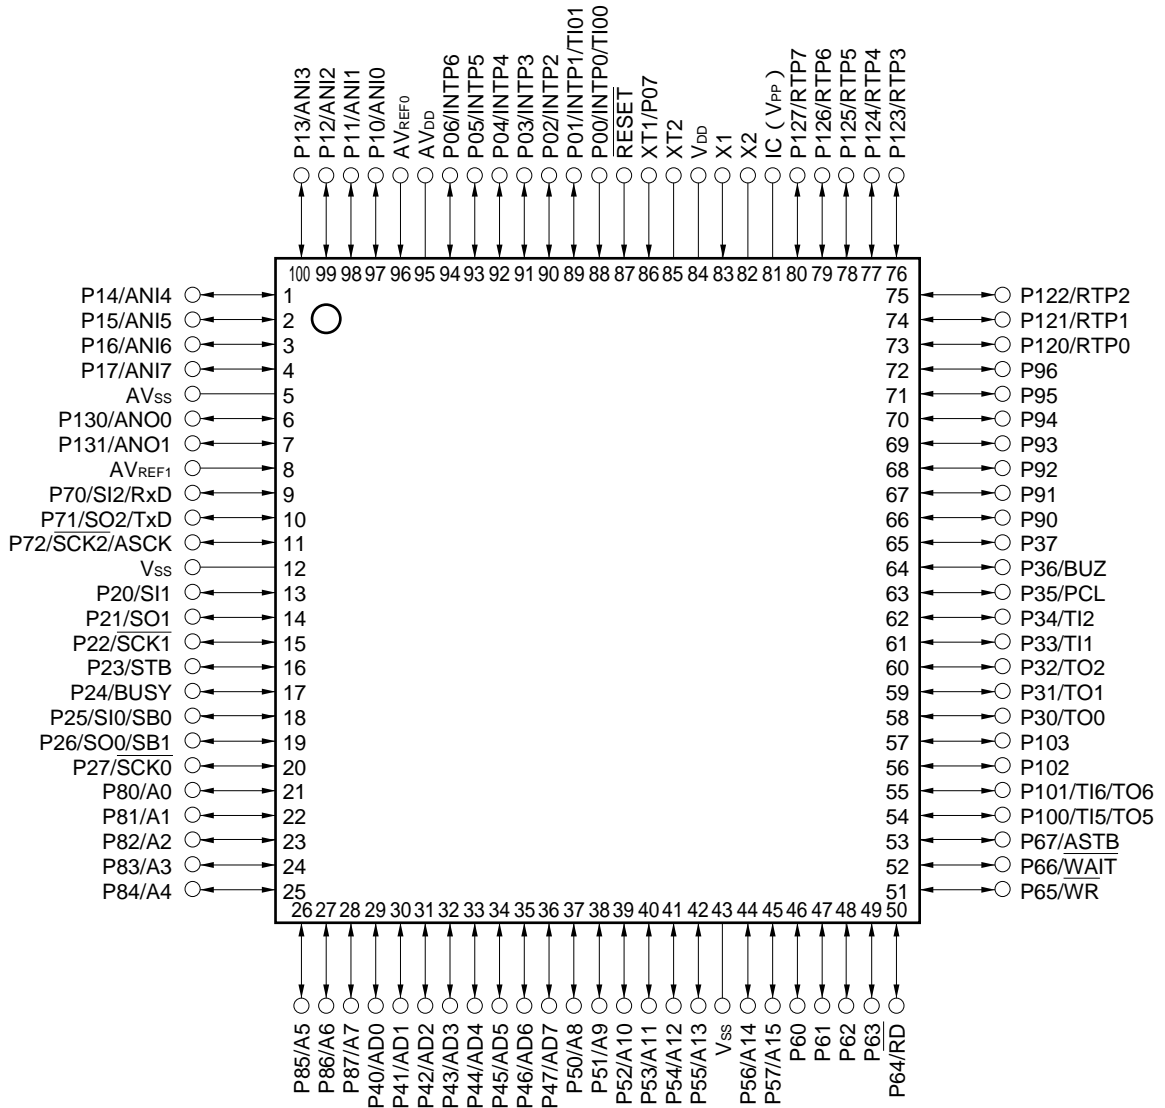 P13/ANI3
P12/ANI2
P11/ANI1
P10/ANI0
AVREF0
AVDD
P06/INTP6
P05/INTP5
P04/INTP4
P03/INTP3
P02/INTP2
P01/INTP1/TI01
P00/INTP0/TI00
RESET
XT1/P07
XT2
VDD
X1
X2
IC (VPP)
P127/RTP7
P126/RTP6
P125/RTP5
P124/RTP4
P123/RTP3
100 99 98 97 96 95 94 93 92 91 90 89 88 87 86 85 84 83 82 81 80 79 78 77 76
P14/ANI4 1 75 P122/RTP2
P15/ANI5 2 74 P121/RTP1
P16/ANI6 3 73 P120/RTP0
P17/ANI7 4 72 P96
AVSS 5 71 P95
P130/ANO0 6 70 P94
P131/ANO1 7 69 P93
AVREF1 8 68 P92
P70/SI2/RxD 9 67 P91
P71/SO2/TxD 10 66 P90
P72/SCK2/ASCK 11 65 P37
VSS 12 64 P36/BUZ
P20/SI1 13 63 P35/PCL
P21/SO1 14 62 P34/TI2
P22/SCK1 15 61 P33/TI1
P23/STB 16 60 P32/TO2
P24/BUSY 17 59 P31/TO1
P25/SI0/SB0 18 58 P30/TO0
P26/SO0/SB1 19 57 P103
P27/SCK0 20 56 P102
P80/A0 21 55 P101/TI6/TO6
P81/A1 22 54 P100/TI5/TO5
P82/A2 23 53 P67/ASTB
P83/A3 24 52 P66/WAIT
P84/A4 25 51 P65/WR
26 27 28 29 30 31 32 33 34 35 36 37 38 39 40 41 42 43 44 45 46 47 48 49 50
P85/A5
P86/A6
P87/A7
P40/AD0
P41/AD1
P42/AD2
P43/AD3
P44/AD4
P45/AD5
P46/AD6
P47/AD7
P50/A8
P51/A9
P52/A10
P53/A11
P54/A12
P55/A13
VSS
P56/A14
P57/A15
P60
P61
P62
P63
P64/RD